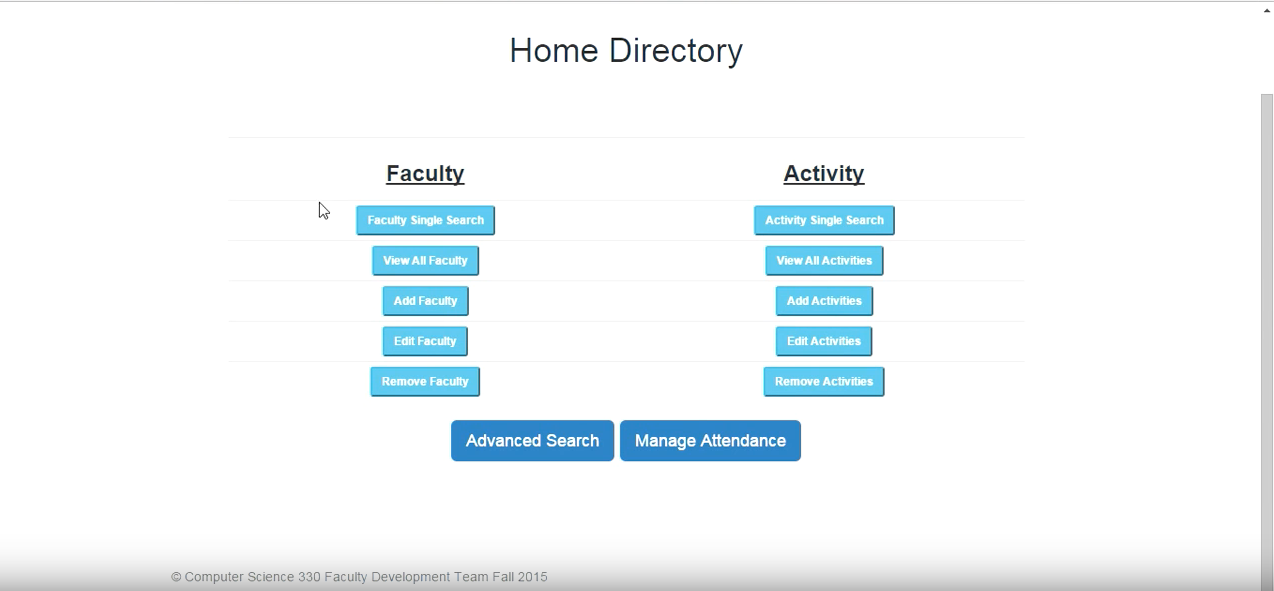 Home Directory
Faculty
Activity
Faculty Single Search
Activity Single Search
View All Faculty
View All Activities
Add Faculty
Add Activities
Edit Faculty
Edit Activities
Remove Faculty
Remove Activities
Advanced Search
Manage Attendance
© Computer Science 330 Faculty Development Team Fall 2015